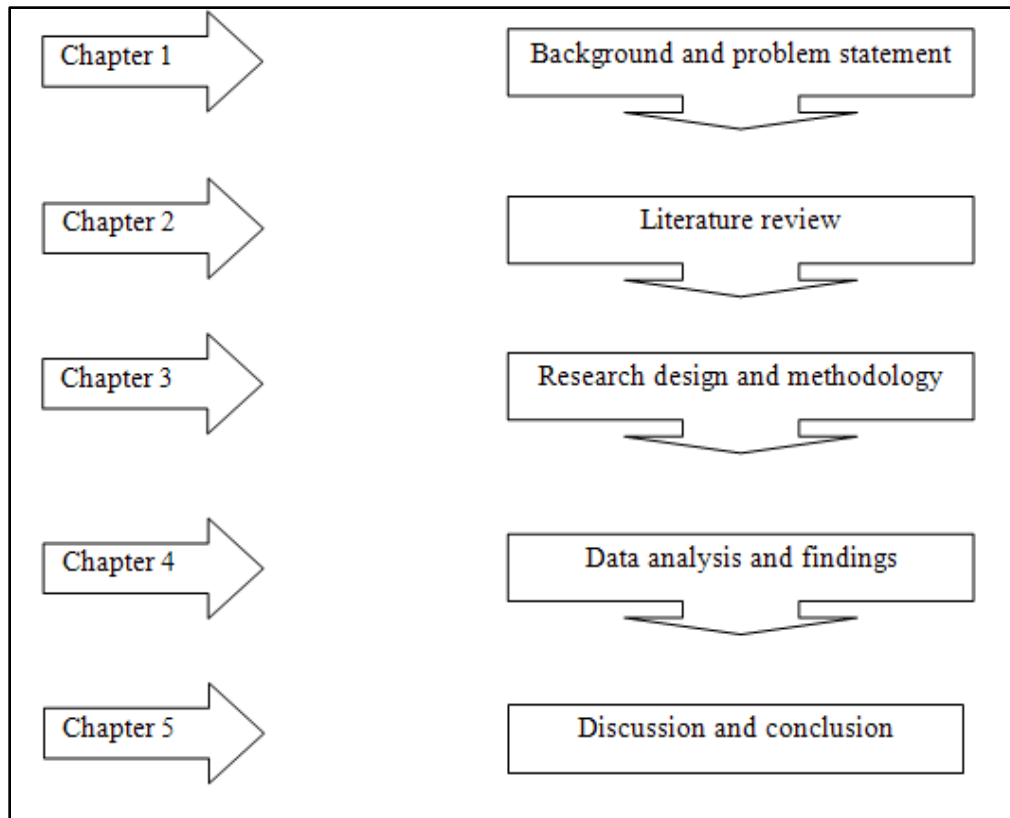 Chapter 1
Background and problem statement
Chapter 2
Literature review
Chapter 3
Research design and methodology
Chapter 4
Data analysis and findings
Chapter 5
Discussion and conclusion